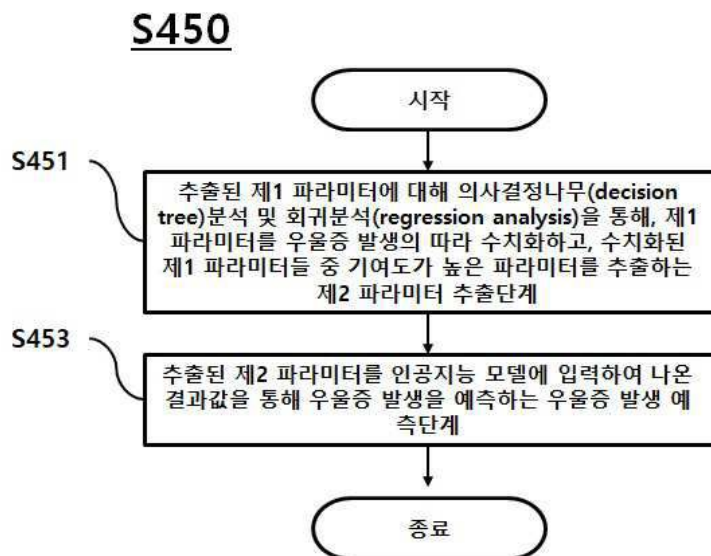 S450
시작
S451
추출된 제1 파라미터에 대해 의사결정나무(decision
tree)분석 및 회귀분석(regression analysis)을 통해, 제1
파라미터를 우울증 발생의 따라 수치화하고, 수치화된
제1 파라미터들 중 기여도가 높은 파라미터를 추출하는
제2 파라미터 추출단계
S453
추출된 제2 파라미터를 인공지능 모델에 입력하여 나온
결과값을 통해 우울증 발생을 예측하는 우울증 발생 예
측단계
종료